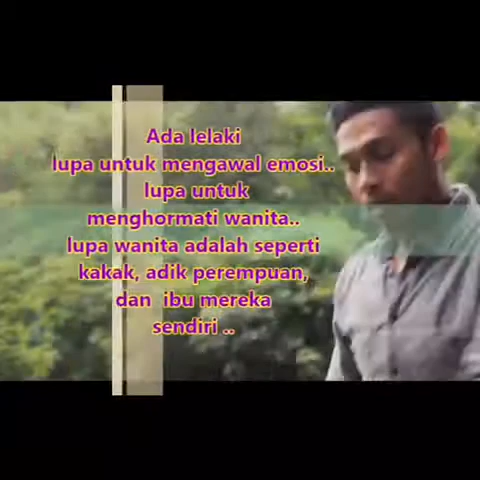 Ada lelaki
lupa untuk mengawal emosi..
lupa untuk
menghormati wanita..
lupa wanita adalah seperti
kakak, adik perempuan,
dan ibu mereka
sendiri ..